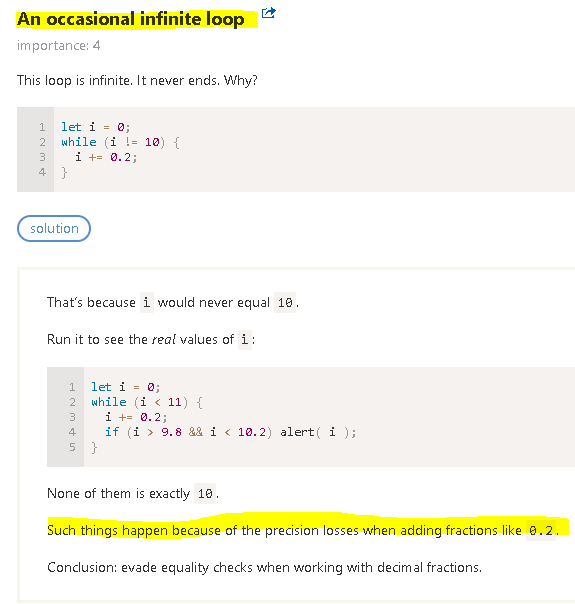 An occasional infinite loop
importance: 4
This loop is infinite. It never ends. Why?
1 let i = 0;
2 while (i != 10) {
3   i += 0.2;
4 }
solution
That's because i would never equal 10.
Run it to see the real values of i:
1 let i = 0;
2 while (i < 11) {
3   i += 0.2;
4   if (i > 9.8 && i < 10.2) alert( i );
5 }
None of them is exactly 10.
Such things happen because of the precision losses when adding fractions like 0.2.
Conclusion: evade equality checks when working with decimal fractions.